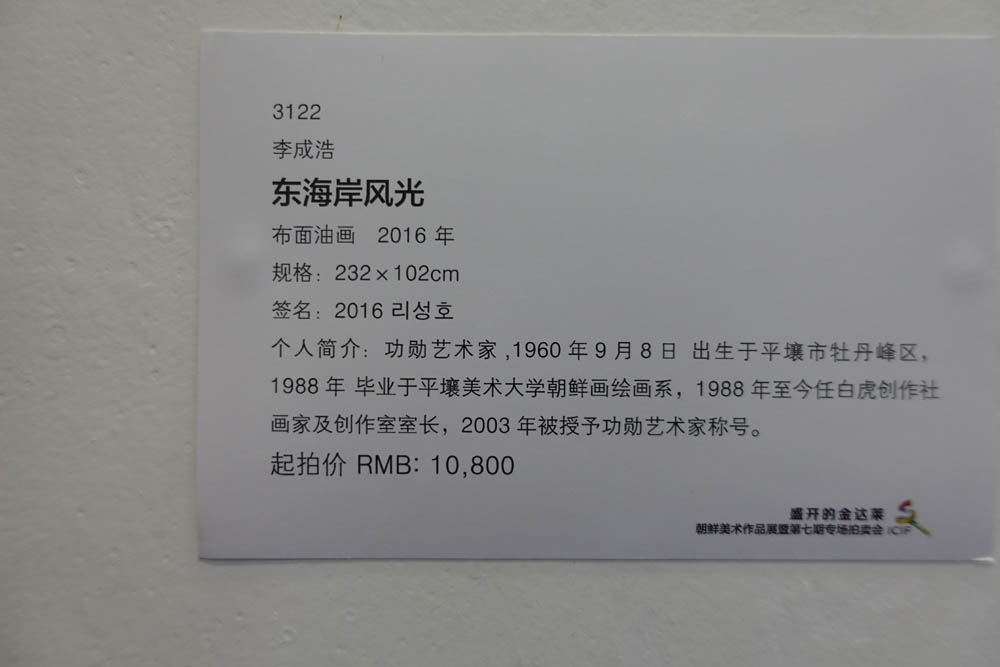 3122
李成浩
东海岸风光
布面油画 2016 年
规格：232×102cm
签名：2016 리성호
个人简介：功勋艺术家 ,1960 年 9 月 8 日 出生于平壤市牡丹峰区，
1988 年 毕业于平壤美术大学朝鲜画绘画系，1988 年至今任白虎创作社
画家及创作室室长，2003 年被授予功勋艺术家称号。
起拍价 RMB: 10,800
盛开的金达莱
朝鲜美术作品展暨第七期专场拍卖会 ICIF